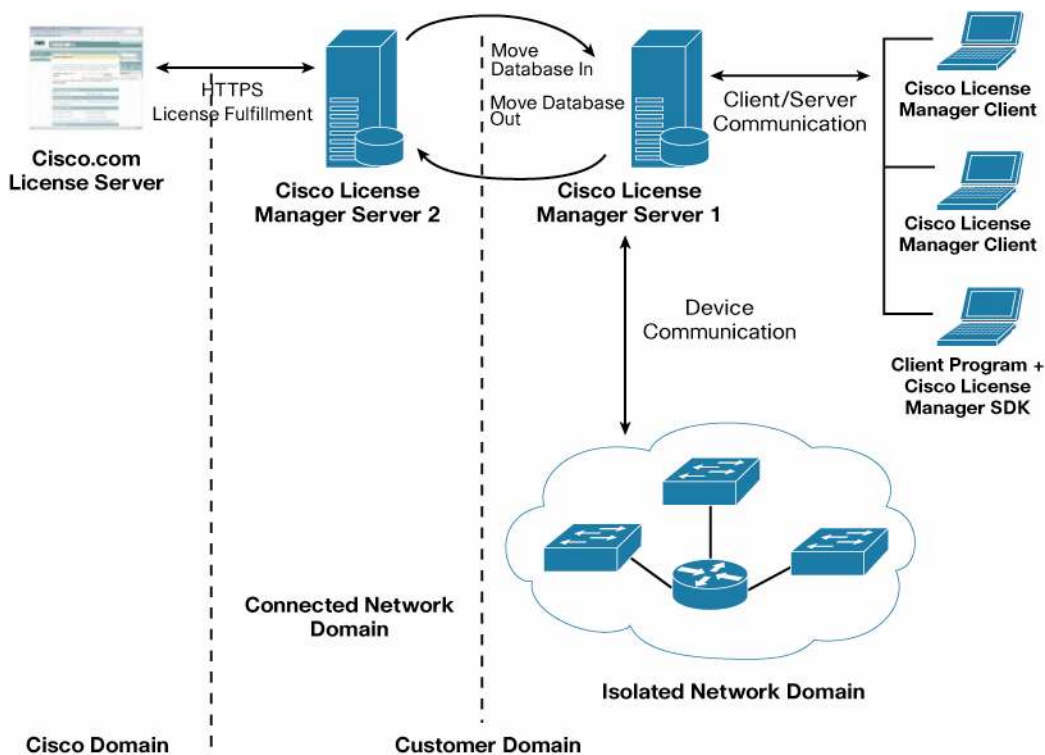 Move
Database In
Move Database
Out
HTTPS
License Fulfillment
Client/Server
Communication
Cisco License
Manager Client
Cisco.com
License Server
Cisco License
Manager Server 2
Cisco License
Manager Server 1
Cisco License
Manager Client
Device
Communication
Client Program +
Cisco License
Manager SDK
Connected Network
Domain
Isolated Network Domain
Cisco Domain
Customer Domain